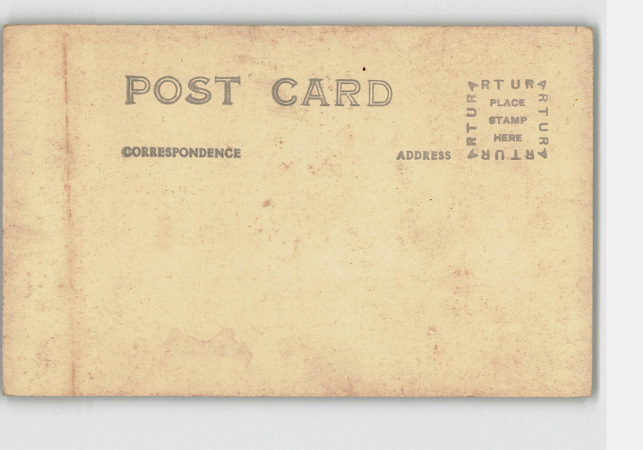 POST CARD
CORRESPONDENCE
ADDRESS
ARTURA
PLACE
STAMP
HERE
ARTURA
ARTURA
ARTURA